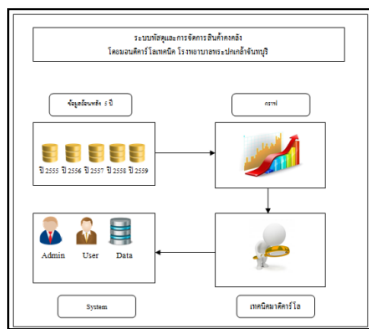 ระบบพัสดุและการจัดการสินค้าคงคลัง
โดยมอนติคาร์โลเทคนิค โรงพยาบาลพระปกเกล้าจันทบุรี
ข้อมูลย้อนหลัง 5 ปี
กราฟ
ปี 2555 ปี 2556 ปี 2557 ปี 2558 ปี 2559
Admin User Data
System
เทคนิคมาติคาร์โล